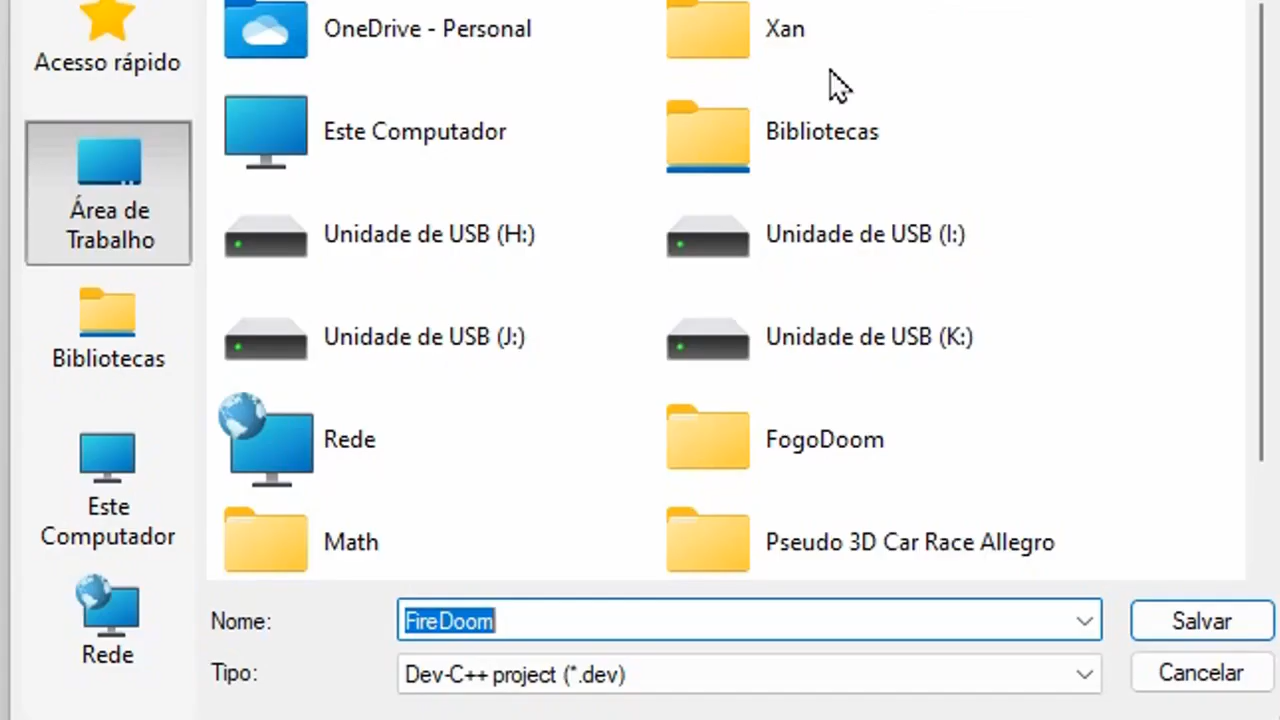 Acesso rápido
Área de
Trabalho
Bibliotecas
Este
Computador
Rede
OneDrive - Personal
Xan
Este Computador
Bibliotecas
Unidade de USB (H:)
Unidade de USB (I:)
Unidade de USB (J:)
Unidade de USB (K:)
Rede
FogoDoom
Math
Pseudo 3D Car Race Allegro
Nome:
FireDoom
Salvar
Tipo:
Dev-C++ project (*.dev)
Cancelar